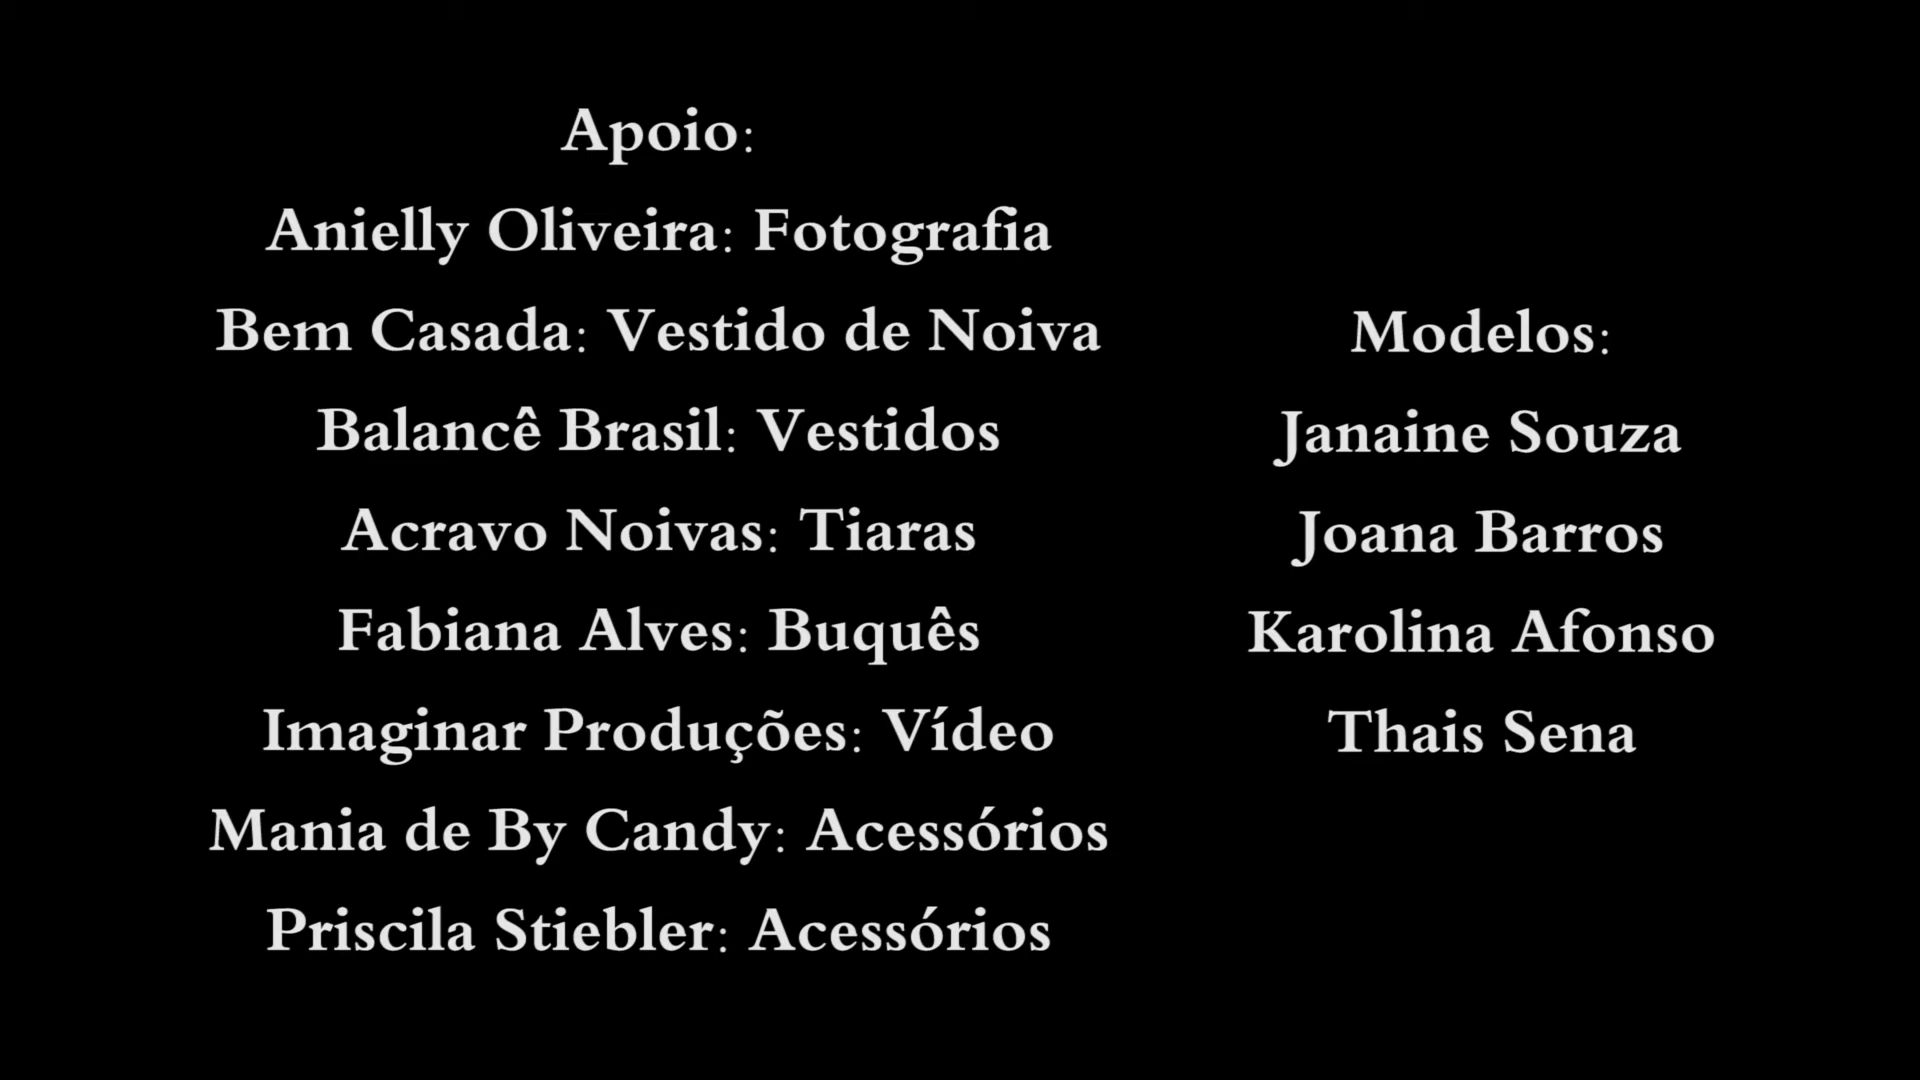 Apoio:
Anielly Oliveira: Fotografia
Bem Casada: Vestido de Noiva
Balancê Brasil: Vestidos
Acravo Noivas: Tiaras
Fabiana Alves: Buquês
Imaginar Produções: Vídeo
Mania de By Candy: Acessórios
Priscila Stiebler: Acessórios
Modelos:
Janaine Souza
Joana Barros
Karolina Afonso
Thais Sena